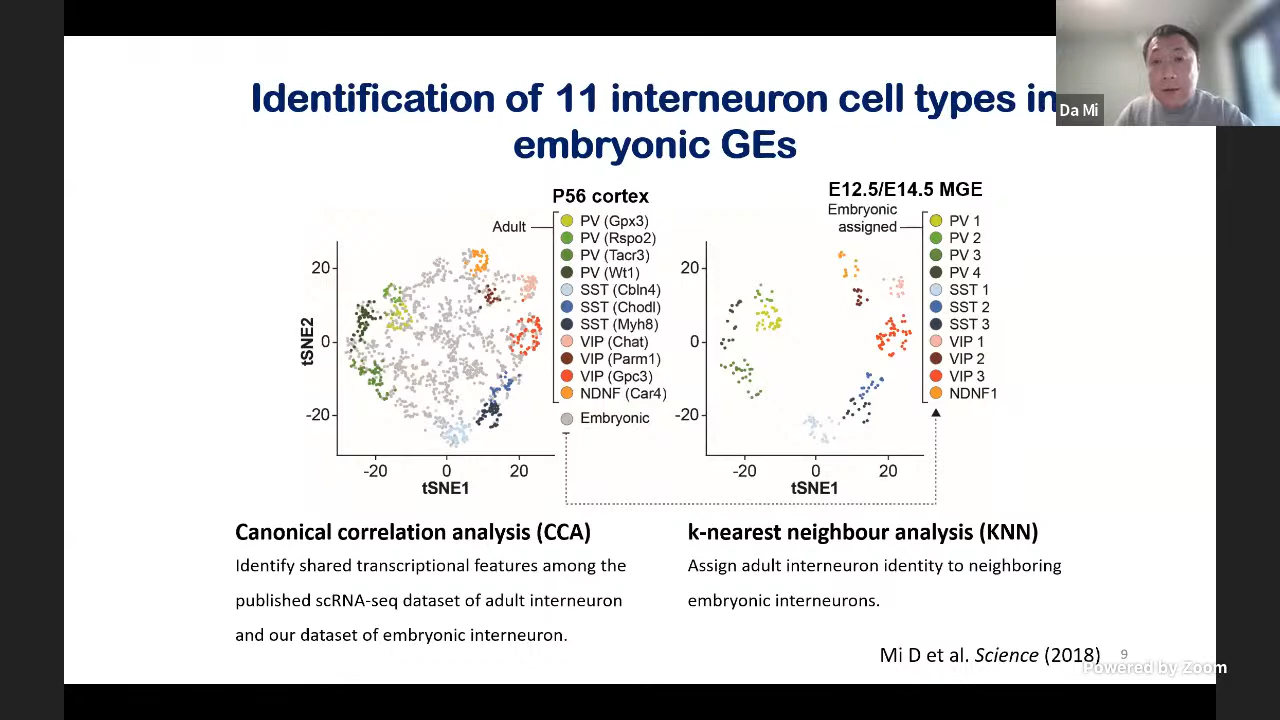 Identification of 11 interneuron cell types in
embryonic GEs
Da Mi
P56 cortex
Adult
PV (Gpx3)
PV (Rspo2)
PV (Tacr3)
PV (Wt1)
SST (Cbln4)
SST (Chodl)
SST (Myh8)
VIP (Chat)
VIP (Parm1)
VIP (Gpc3)
NDNF (Car4)
Embryonic
tSNE2
20
0
-20
-20
0
20
tSNE1
E12.5/E14.5 MGE
Embryonic
assigned
PV 1
PV 2
PV 3
PV 4
SST 1
SST 2
SST 3
VIP 1
VIP 2
VIP 3
NDNF1
20
0
-20
-20
0
20
tSNE1
Canonical correlation analysis (CCA)
Identify shared transcriptional features among the
published scRNA-seq dataset of adult interneuron
and our dataset of embryonic interneuron.
k-nearest neighbour analysis (KNN)
Assign adult interneuron identity to neighboring
embryonic interneurons.
Mi D et al. Science (2018)
9
Powered by Zoom